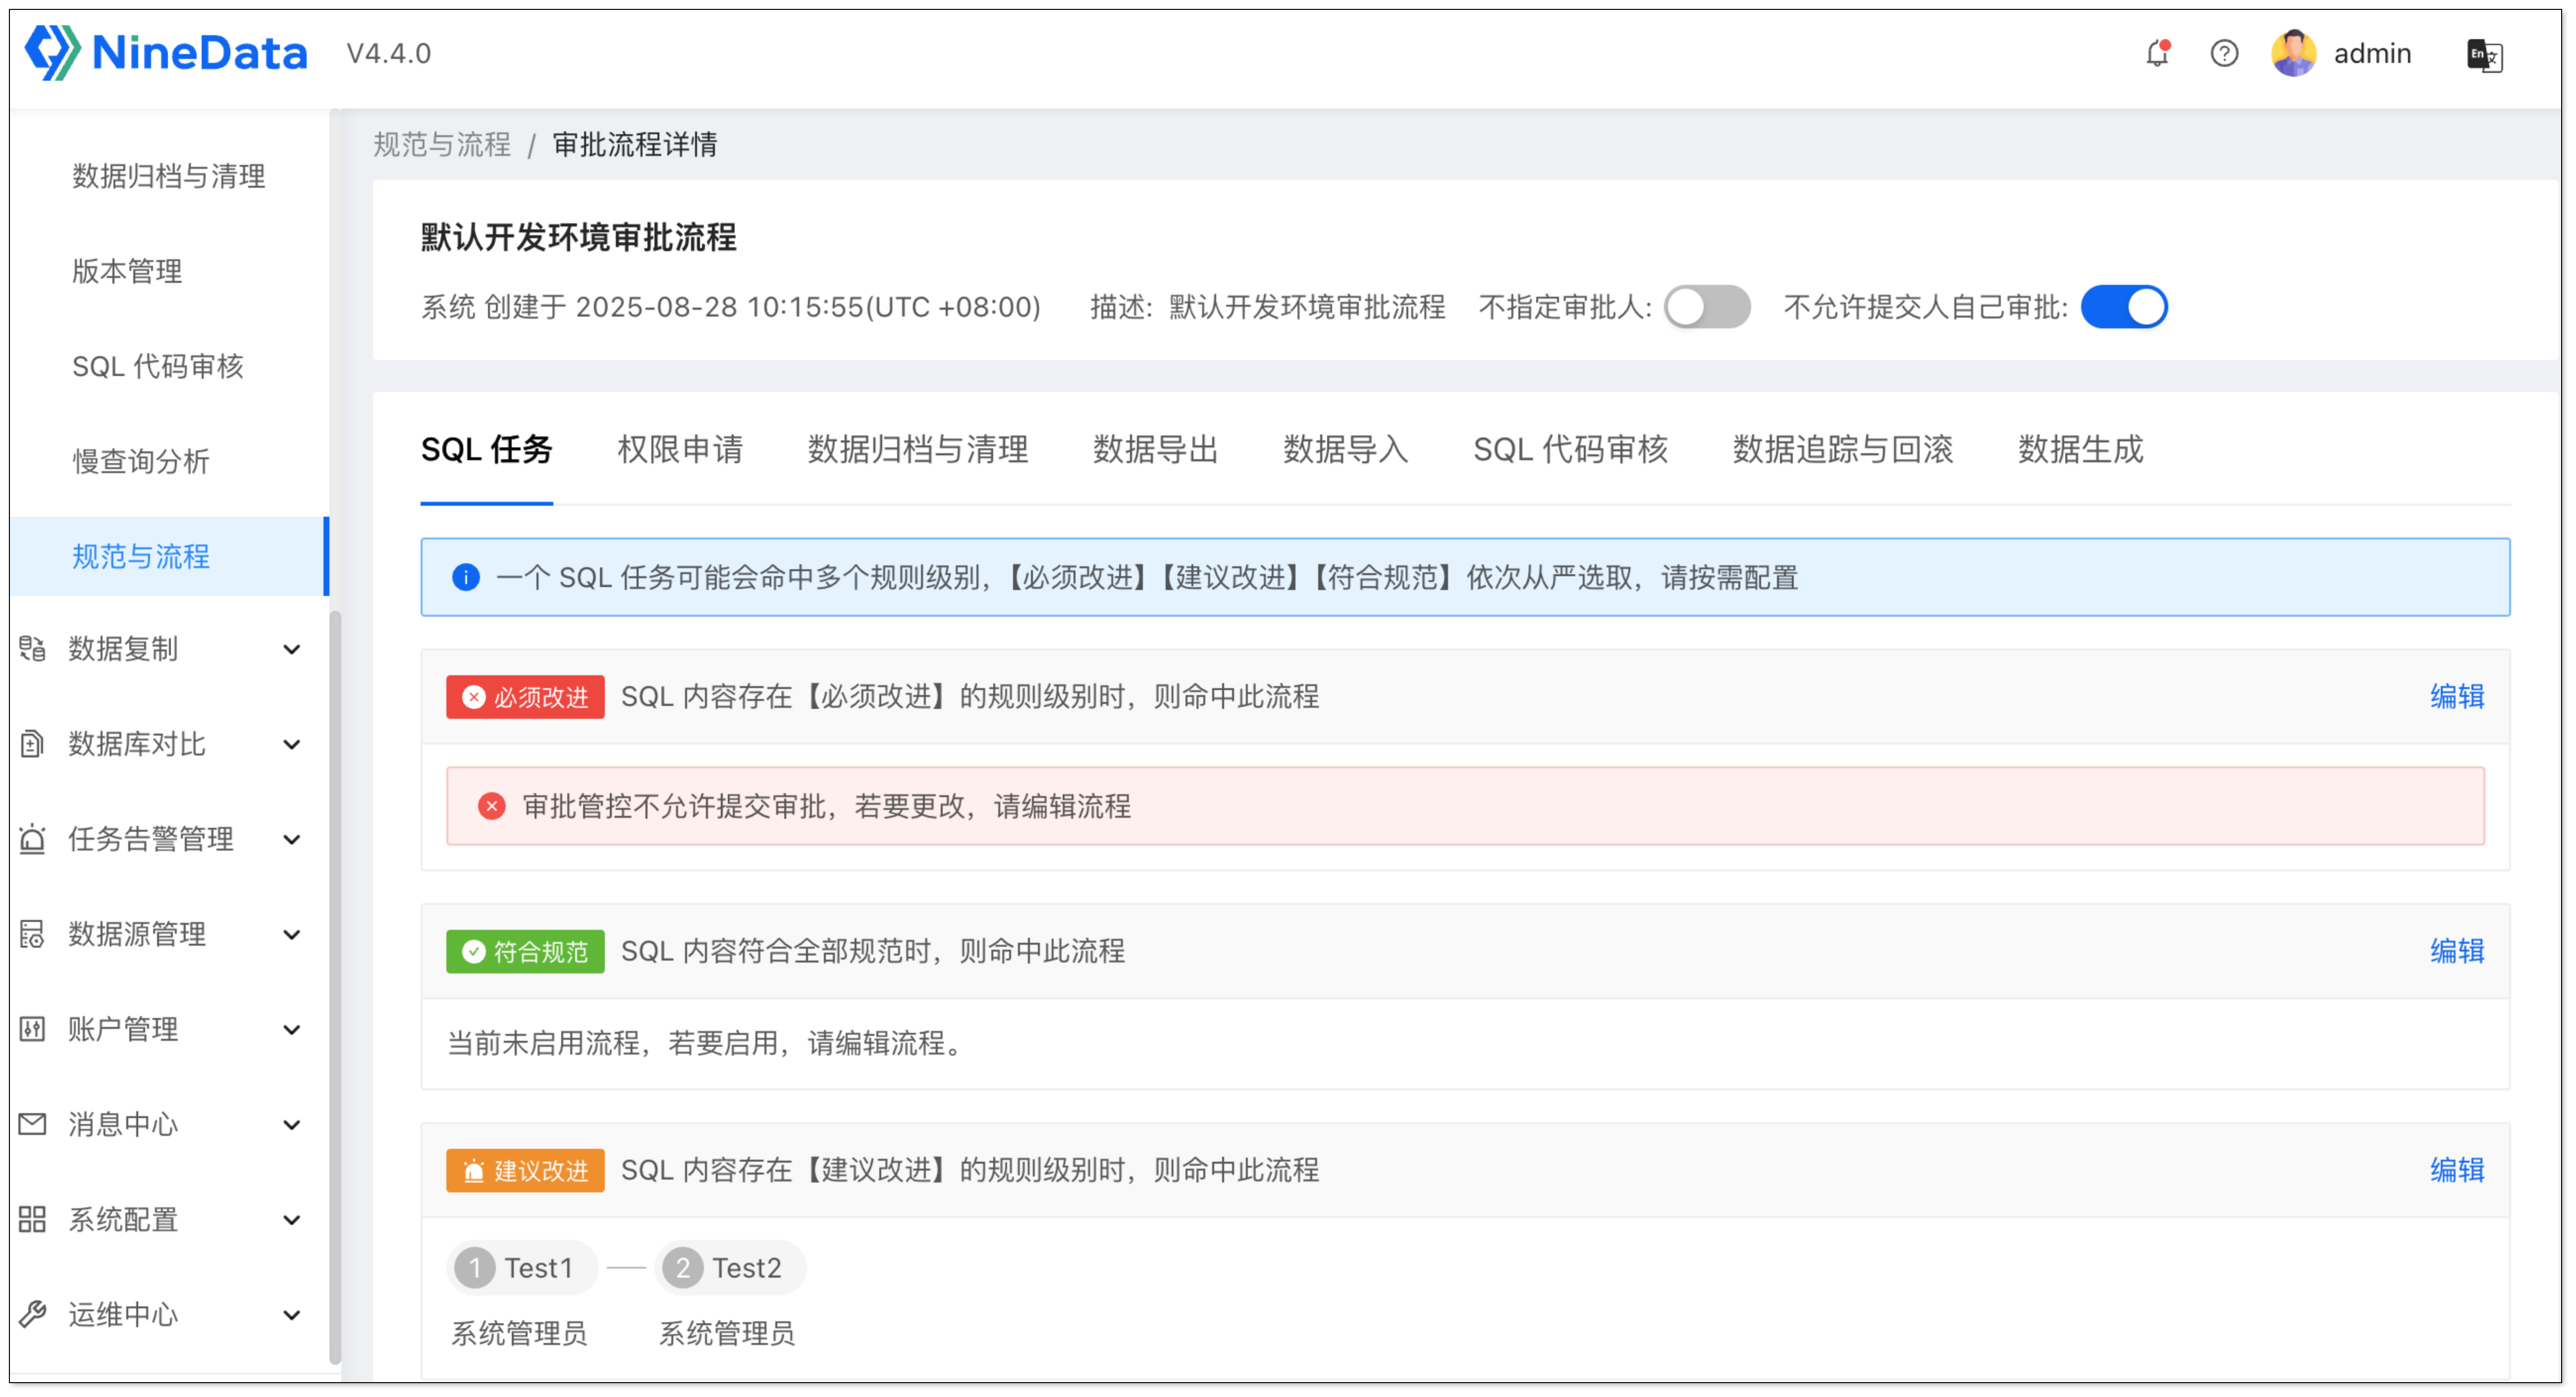 NineData V4.4.0
admin
En 文
数据归档与清理
版本管理
SQL 代码审核
慢查询分析
规范与流程
数据复制
数据库对比
任务告警管理
数据源管理
账户管理
消息中心
系统配置
运维中心
规范与流程 / 审批流程详情
默认开发环境审批流程
系统 创建于 2025-08-28 10:15:55(UTC +08:00) 描述: 默认开发环境审批流程 不指定审批人: 不允许提交人自己审批:
SQL 任务 权限申请 数据归档与清理 数据导出 数据导入 SQL 代码审核 数据追踪与回滚 数据生成
一个 SQL 任务可能会命中多个规则级别，【必须改进】【建议改进】【符合规范】依次从严选取，请按需配置
必须改进 SQL 内容存在【必须改进】的规则级别时，则命中此流程 编辑
审批管控不允许提交审批，若要更改，请编辑流程
符合规范 SQL 内容符合全部规范时，则命中此流程 编辑
当前未启用流程，若要启用，请编辑流程。
建议改进 SQL 内容存在【建议改进】的规则级别时，则命中此流程 编辑
1 Test1 2 Test2
系统管理员 系统管理员